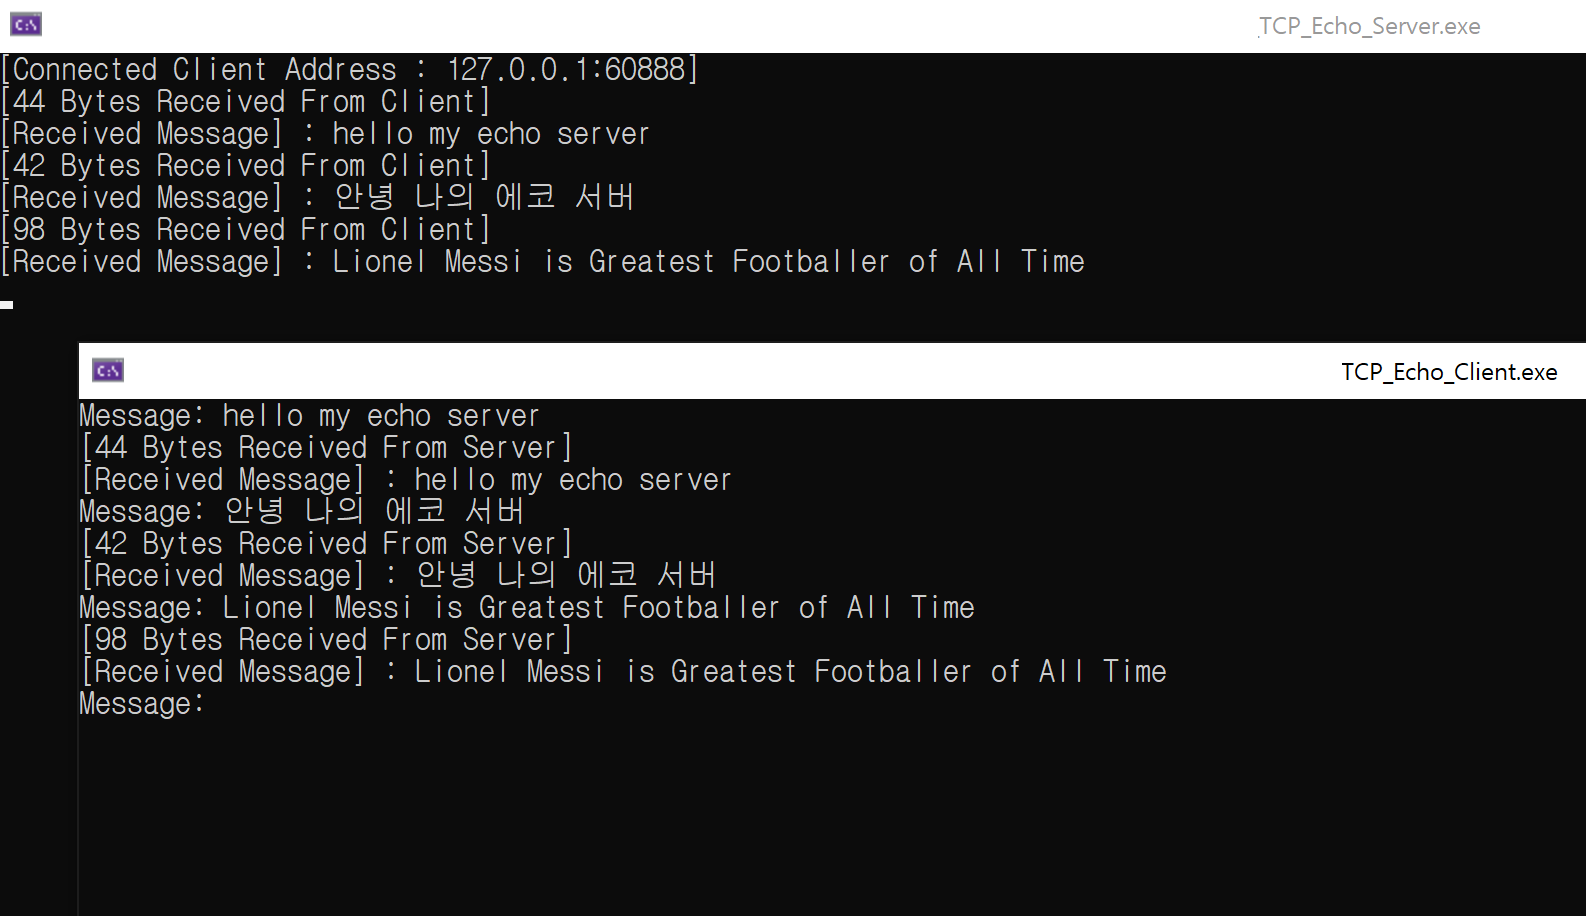 TCP_Echo_Server.exe
[Connected Client Address : 127.0.0.1:60888]
[44 Bytes Received From Client]
[Received Message] : hello my echo server
[42 Bytes Received From Client]
[Received Message] : 안녕 나의 에코 서버
[98 Bytes Received From Client]
[Received Message] : Lionel Messi is Greatest Footballer of All Time
TCP_Echo_Client.exe
Message: hello my echo server
[44 Bytes Received From Server]
[Received Message] : hello my echo server
Message: 안녕 나의 에코 서버
[42 Bytes Received From Server]
[Received Message] : 안녕 나의 에코 서버
Message: Lionel Messi is Greatest Footballer of All Time
[98 Bytes Received From Server]
[Received Message] : Lionel Messi is Greatest Footballer of All Time
Message: